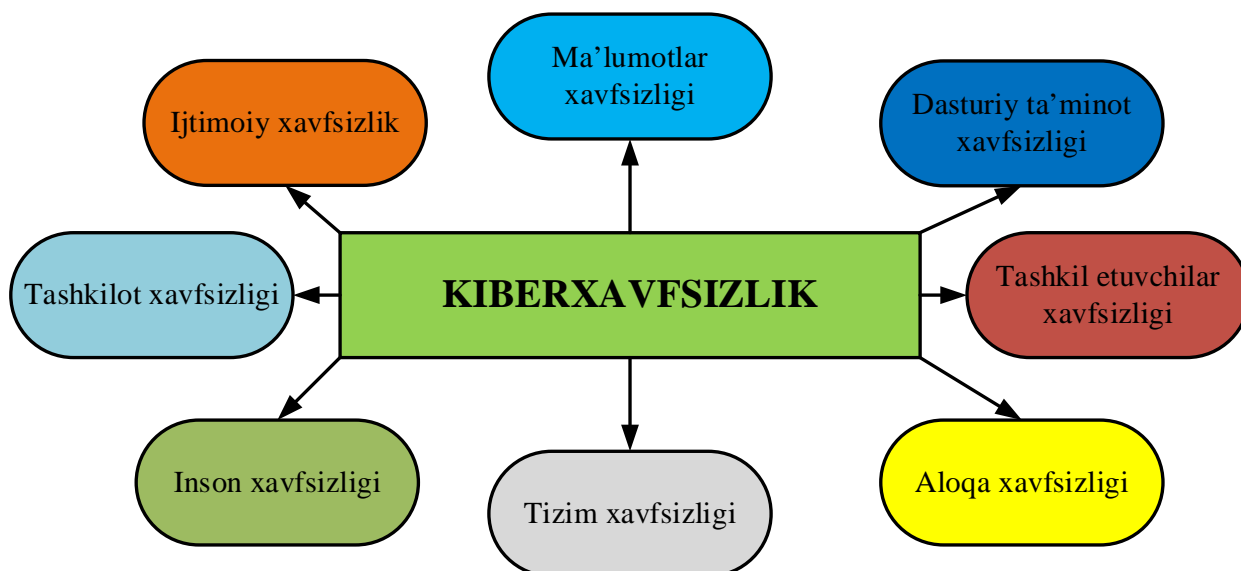 Ma’lumotlar
xavfsizligi
Ijtimoiy xavfsizlik
Dasturiy ta’minot
xavfsizligi
Tashkilot xavfsizligi
KIBERXAVFSIZLIK
Tashkil etuvchilar
xavfsizligi
Inson xavfsizligi
Tizim xavfsizligi
Aloqa xavfsizligi